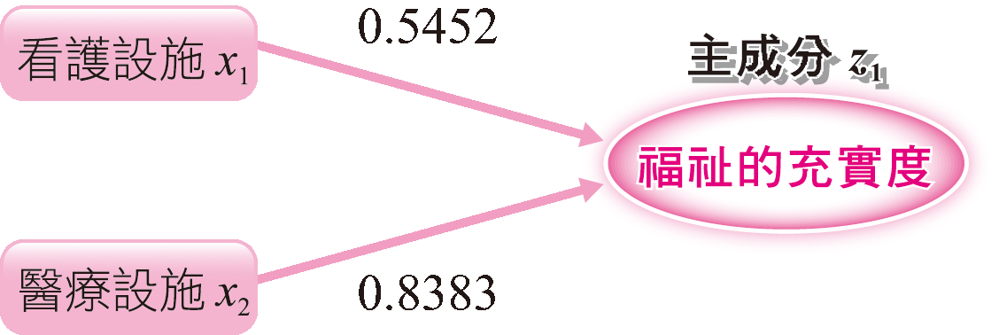 看護設施 x₁
0.5452
主成分 z₁
福祉的充實度
醫療設施 x₂
0.8383